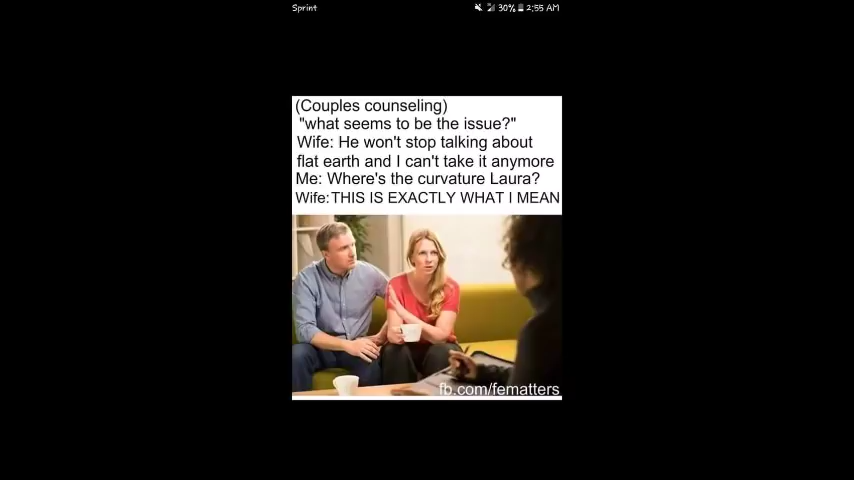 Sprint 30% 2:55 AM
(Couples counseling)
"what seems to be the issue?"
Wife: He won't stop talking about
flat earth and I can't take it anymore
Me: Where's the curvature Laura?
Wife:THIS IS EXACTLY WHAT I MEAN
fb.com/fematters